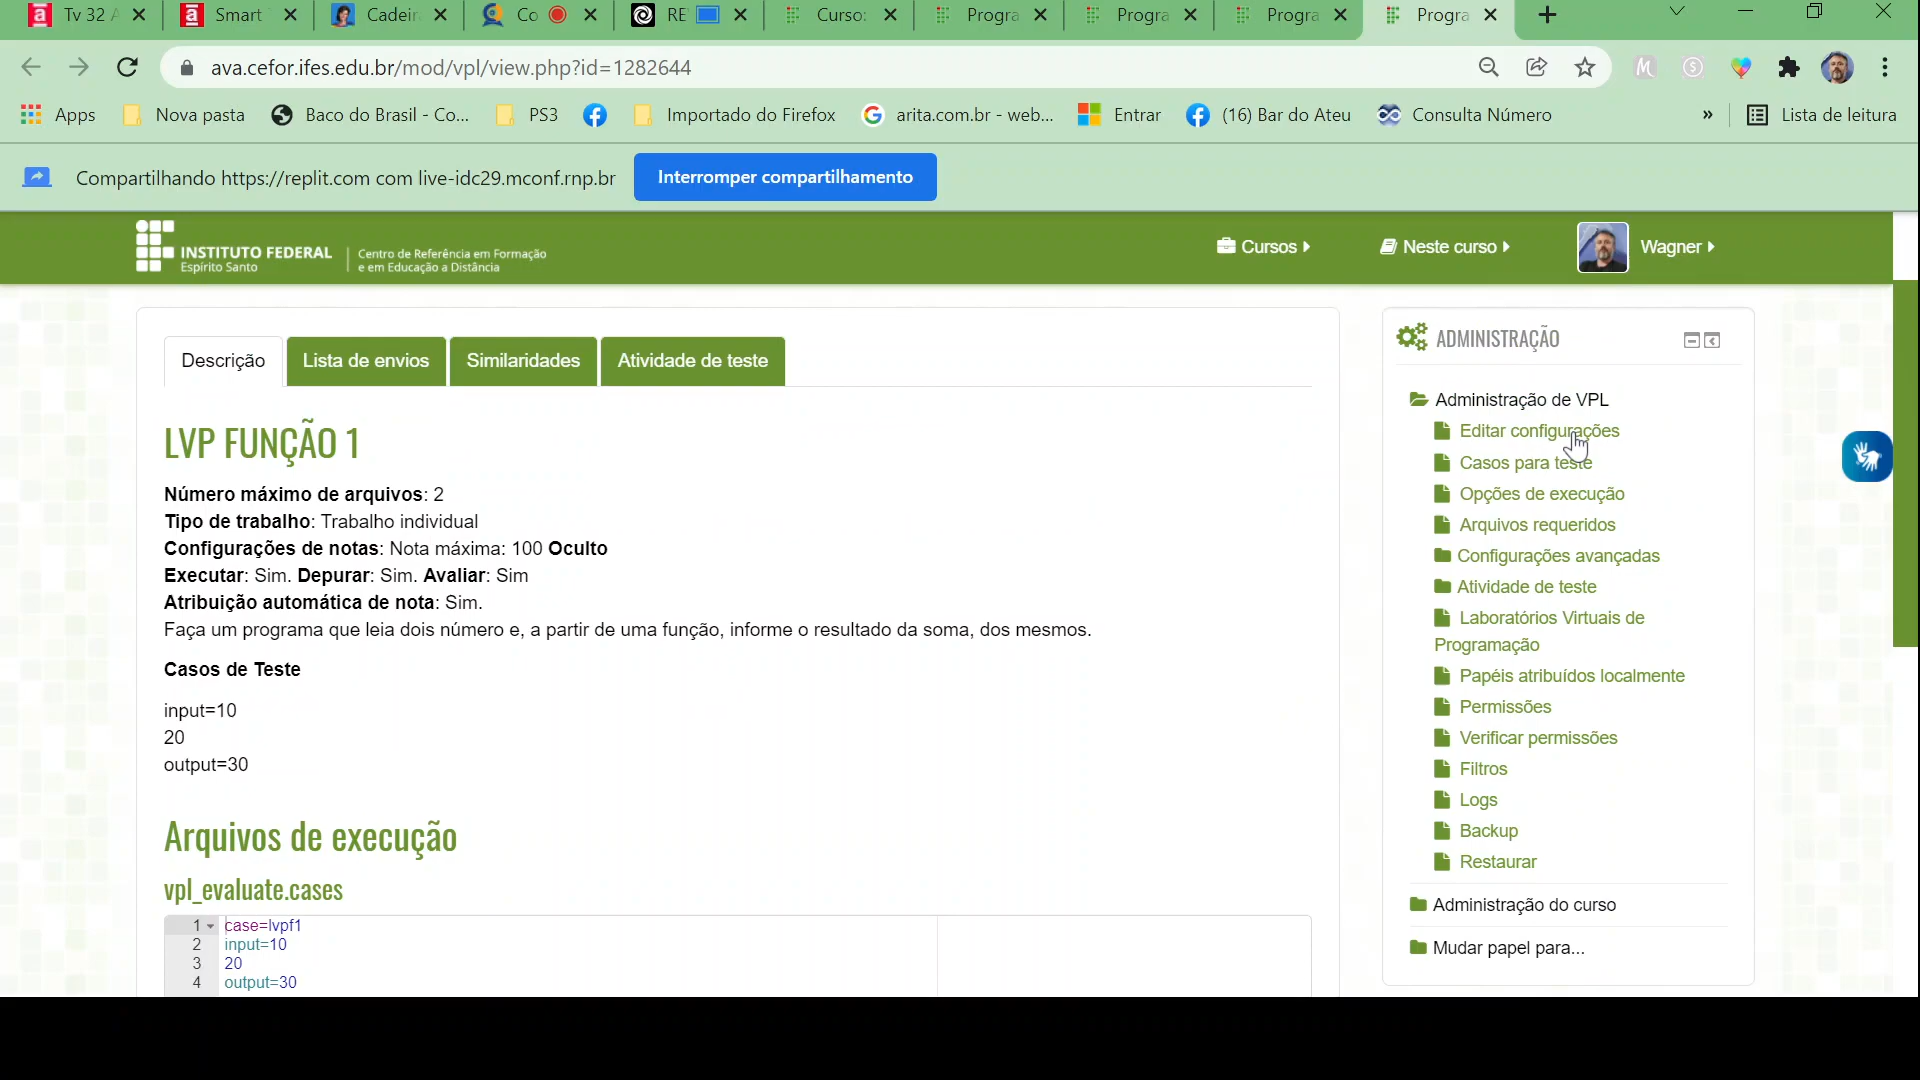 Tv 32
Smart
Cadeir
Co
RE
Curso:
Progra
Progra
Progra
Progra
ava.cefor.ifes.edu.br/mod/vpl/view.php?id=1282644
Apps
Nova pasta
Baco do Brasil - Co...
PS3
Importado do Firefox
arita.com.br - web...
Entrar
(16) Bar do Ateu
Consulta Número
»
Lista de leitura
Compartilhando https://replit.com com live-idc29.mconf.rnp.br
Interromper compartilhamento
INSTITUTO FEDERAL
Espírito Santo
Centro de Referência em Formação
e em Educação a Distância
Cursos
Neste curso
Wagner
Descrição
Lista de envios
Similaridades
Atividade de teste
LVP FUNÇÃO 1
Número máximo de arquivos: 2
Tipo de trabalho: Trabalho individual
Configurações de notas: Nota máxima: 100 Oculto
Executar: Sim. Depurar: Sim. Avaliar: Sim
Atribuição automática de nota: Sim.
Faça um programa que leia dois número e, a partir de uma função, informe o resultado da soma, dos mesmos.
Casos de Teste
input=10
20
output=30
Arquivos de execução
vpl_evaluate.cases
1 case=lvpf1
2 input=10
3 20
4 output=30
ADMINISTRAÇÃO
Administração de VPL
Editar configurações
Casos para teste
Opções de execução
Arquivos requeridos
Configurações avançadas
Atividade de teste
Laboratórios Virtuais de
Programação
Papéis atribuídos localmente
Permissões
Verificar permissões
Filtros
Logs
Backup
Restaurar
Administração do curso
Mudar papel para...